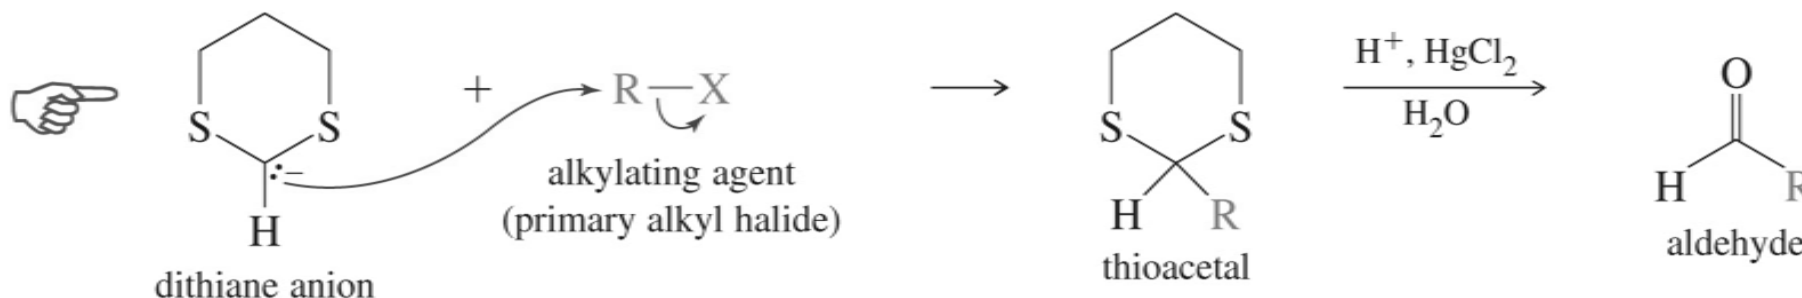 S S
H
dithiane anion
+
R—X
alkylating agent
(primary alkyl halide)
S S
H R
thioacetal
H⁺, HgCl₂
H₂O
O
H R
aldehyde